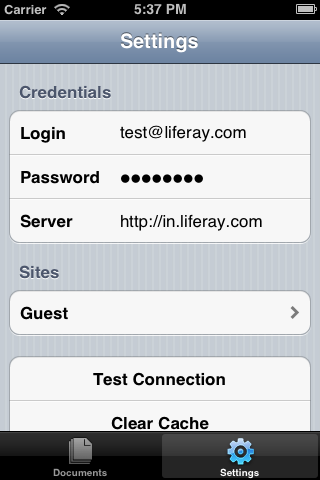 Carrier 5:37 PM
Settings
Credentials
Login test@liferay.com
Password ●●●●●●●●
Server http://in.liferay.com
Sites
Guest
Test Connection
Clear Cache
Documents Settings